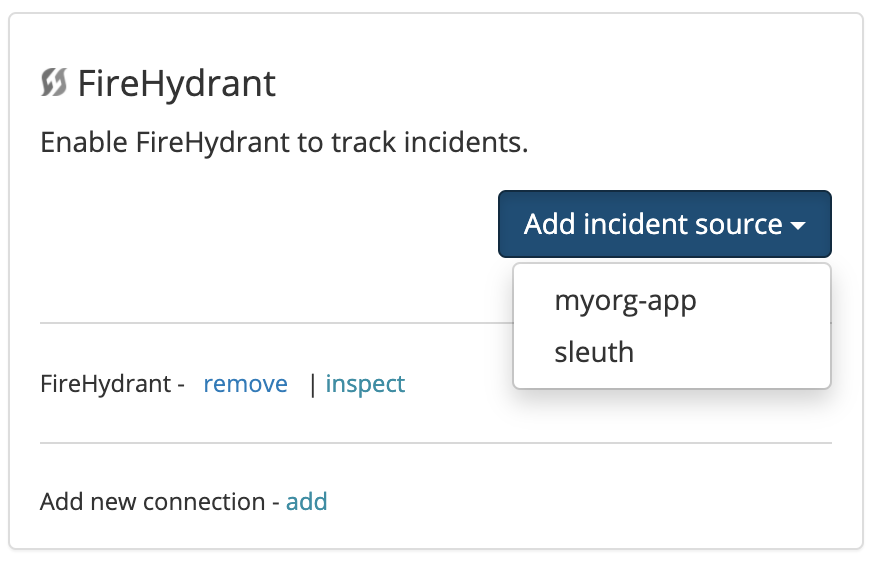 FireHydrant
Enable FireHydrant to track incidents.
Add incident source
myorg-app
sleuth
FireHydrant - remove | inspect
Add new connection - add